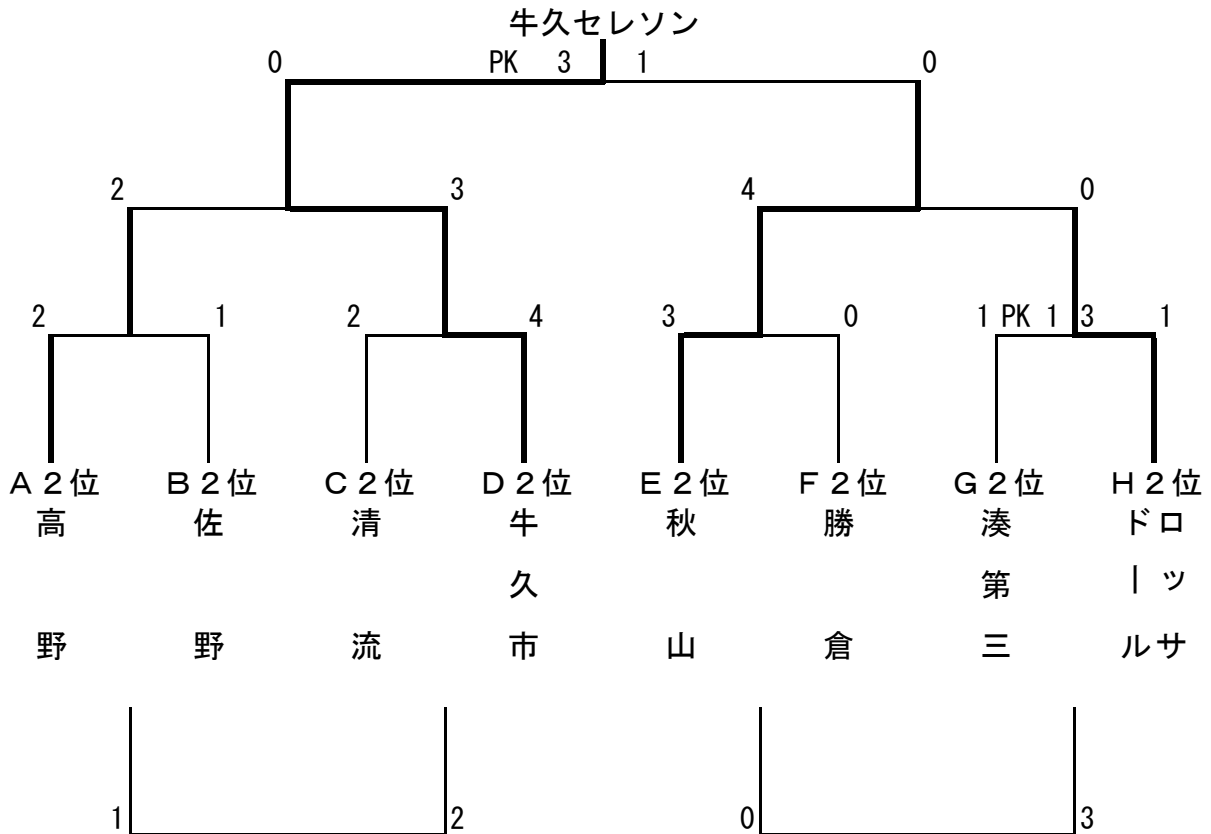 牛久セレソン
0 PK 3 1 0
2 3 4 0
2 1 2 4 3 0 1 PK 1 3 1
A2位 B2位 C2位 D2位 E2位 F2位 G2位 H2位
高野 佐野 清流 牛久市 秋山 勝倉 湊第三 ロッサドール
1 2 0 3